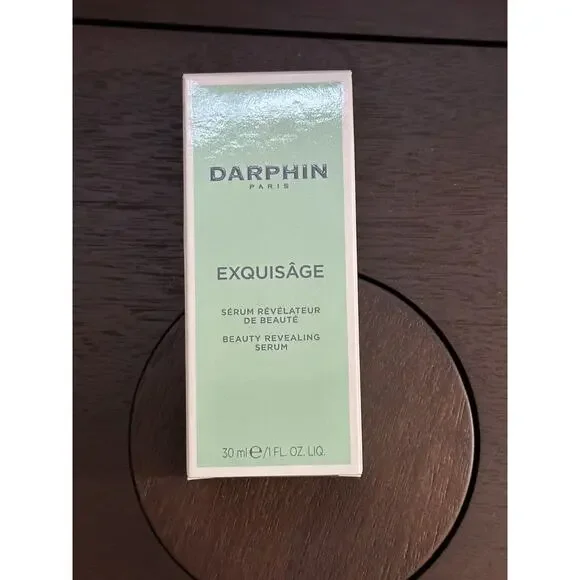 DARPHIN
PARIS
EXQUISÂGE
SÉRUM RÉVÉLATEUR
DE BEAUTÉ
BEAUTY REVEALING
SERUM
30 ml ℮/1 FL. OZ. LIQ.